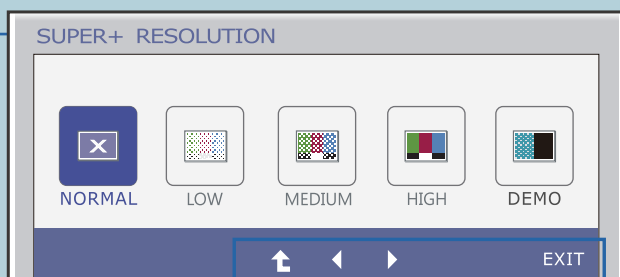 SUPER+ RESOLUTION
NORMAL LOW MEDIUM HIGH DEMO
EXIT